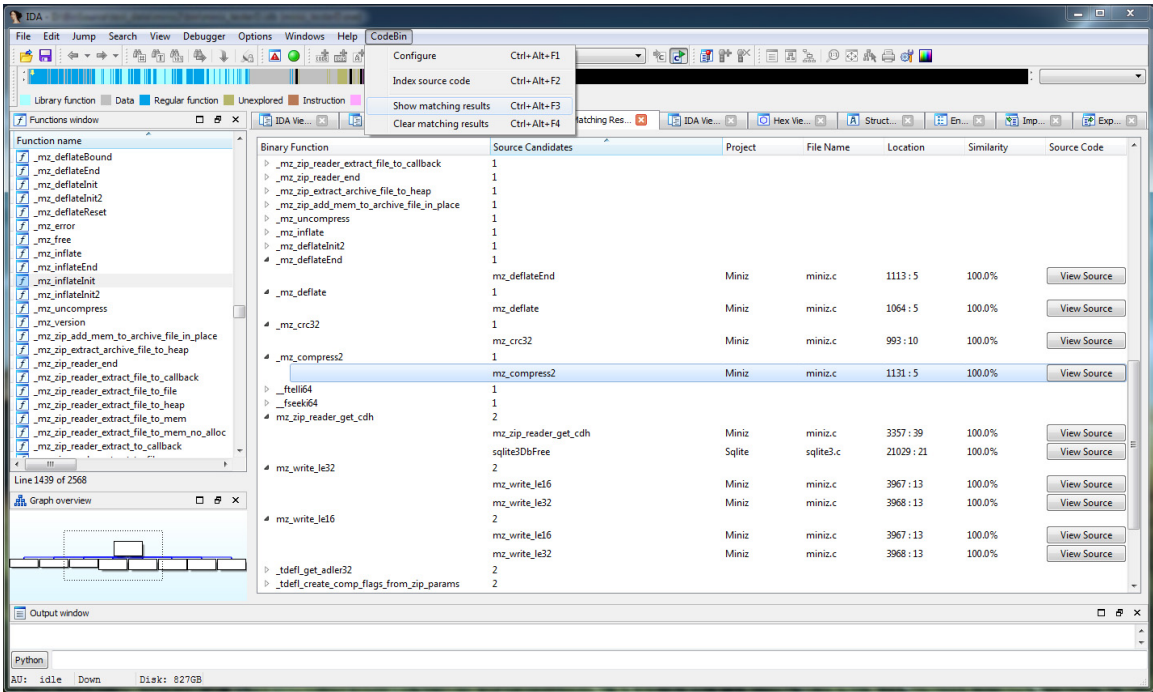 IDA
File Edit Jump Search View Debugger Options Windows Help CodeBin
Configure Ctrl+Alt+F1
Index source code Ctrl+Alt+F2
Show matching results Ctrl+Alt+F3
Clear matching results Ctrl+Alt+F4
Library function Data Regular function Unexplored Instruction
Functions window
IDA Vie... Matching Res... IDA Vie... Hex Vie... Struct... En... Imp... Exp...
Function name
_mz_deflateBound
_mz_deflateEnd
_mz_deflateInit
_mz_deflateInit2
_mz_deflateReset
_mz_error
_mz_free
_mz_inflate
_mz_inflateEnd
_mz_inflateInit
_mz_inflateInit2
_mz_uncompress
_mz_version
_mz_zip_add_mem_to_archive_file_in_place
_mz_zip_extract_archive_file_to_heap
_mz_zip_reader_end
_mz_zip_reader_extract_file_to_callback
_mz_zip_reader_extract_file_to_file
_mz_zip_reader_extract_file_to_heap
_mz_zip_reader_extract_file_to_mem
_mz_zip_reader_extract_file_to_mem_no_alloc
_mz_zip_reader_extract_to_callback
Line 1439 of 2568
Graph overview
Binary Function Source Candidates Project File Name Location Similarity Source Code
_mz_zip_reader_extract_file_to_callback 1
_mz_zip_reader_end 1
_mz_zip_extract_archive_file_to_heap 1
_mz_zip_add_mem_to_archive_file_in_place 1
_mz_uncompress 1
_mz_inflate 1
_mz_deflateInit2 1
_mz_deflateEnd 1
mz_deflateEnd Miniz miniz.c 1113 : 5 100.0% View Source
_mz_deflate 1
mz_deflate Miniz miniz.c 1064 : 5 100.0% View Source
_mz_crc32 1
mz_crc32 Miniz miniz.c 993 : 10 100.0% View Source
_mz_compress2 1
mz_compress2 Miniz miniz.c 1131 : 5 100.0% View Source
__ftelli64 1
__fseeki64 1
mz_zip_reader_get_cdh 2
mz_zip_reader_get_cdh Miniz miniz.c 3357 : 39 100.0% View Source
sqlite3DbFree Sqlite sqlite3.c 21029 : 21 100.0% View Source
mz_write_le32 2
mz_write_le16 Miniz miniz.c 3967 : 13 100.0% View Source
mz_write_le32 Miniz miniz.c 3968 : 13 100.0% View Source
mz_write_le16 2
mz_write_le16 Miniz miniz.c 3967 : 13 100.0% View Source
mz_write_le32 Miniz miniz.c 3968 : 13 100.0% View Source
_tdefl_get_adler32 2
_tdefl_create_comp_flags_from_zip_params 2
Output window
Python
AU: idle Down Disk: 827GB